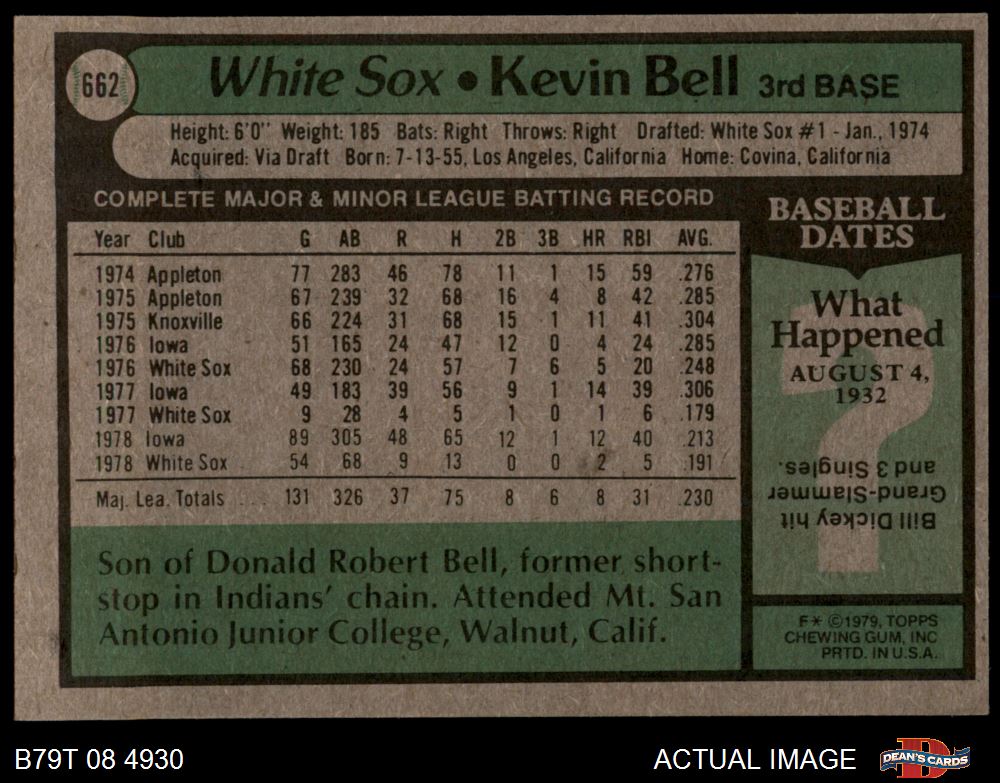 662
White Sox • Kevin Bell 3rd BASE
Height: 6'0" Weight: 185 Bats: Right Throws: Right Drafted: White Sox #1 - Jan., 1974
Acquired: Via Draft Born: 7-13-55, Los Angeles, California Home: Covina, California
COMPLETE MAJOR & MINOR LEAGUE BATTING RECORD
Year Club G AB R H 2B 3B HR RBI AVG.
1974 Appleton 77 283 46 78 11 1 15 59 .276
1975 Appleton 67 239 32 68 16 4 8 42 .285
1975 Knoxville 66 224 31 68 15 1 11 41 .304
1976 Iowa 51 165 24 47 12 0 4 24 .285
1976 White Sox 68 230 24 57 7 6 5 20 .248
1977 Iowa 49 183 39 56 9 1 14 39 .306
1977 White Sox 9 28 4 5 1 0 1 6 .179
1978 Iowa 89 305 48 65 12 1 12 40 .213
1978 White Sox 54 68 9 13 0 0 2 5 .191
Maj. Lea. Totals .... 131 326 37 75 8 6 8 31 .230
Son of Donald Robert Bell, former short-
stop in Indians' chain. Attended Mt. San
Antonio Junior College, Walnut, Calif.
BASEBALL
DATES
What
Happened
AUGUST 4,
1932
?
Bill Dickey hit
Grand-Slammer
and 3 Singles.
F* ©1979, TOPPS
CHEWING GUM, INC
PRTD. IN U.S.A.
B79T 08 4930
ACTUAL IMAGE
D
DEAN'S CARDS